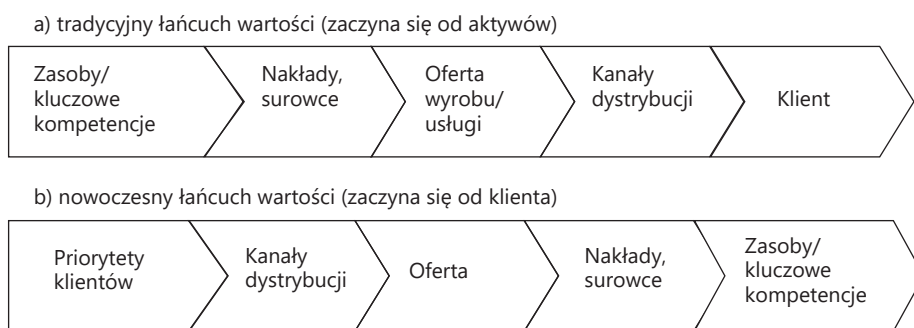 a) tradycyjny łańcuch wartości (zaczyna się od aktywów)
Zasoby/
kluczowe
kompetencje
Nakłady,
surowce
Oferta
wyrobu/
usługi
Kanały
dystrybucji
Klient
b) nowoczesny łańcuch wartości (zaczyna się od klienta)
Priorytety
klientów
Kanały
dystrybucji
Oferta
Nakłady,
surowce
Zasoby/
kluczowe
kompetencje